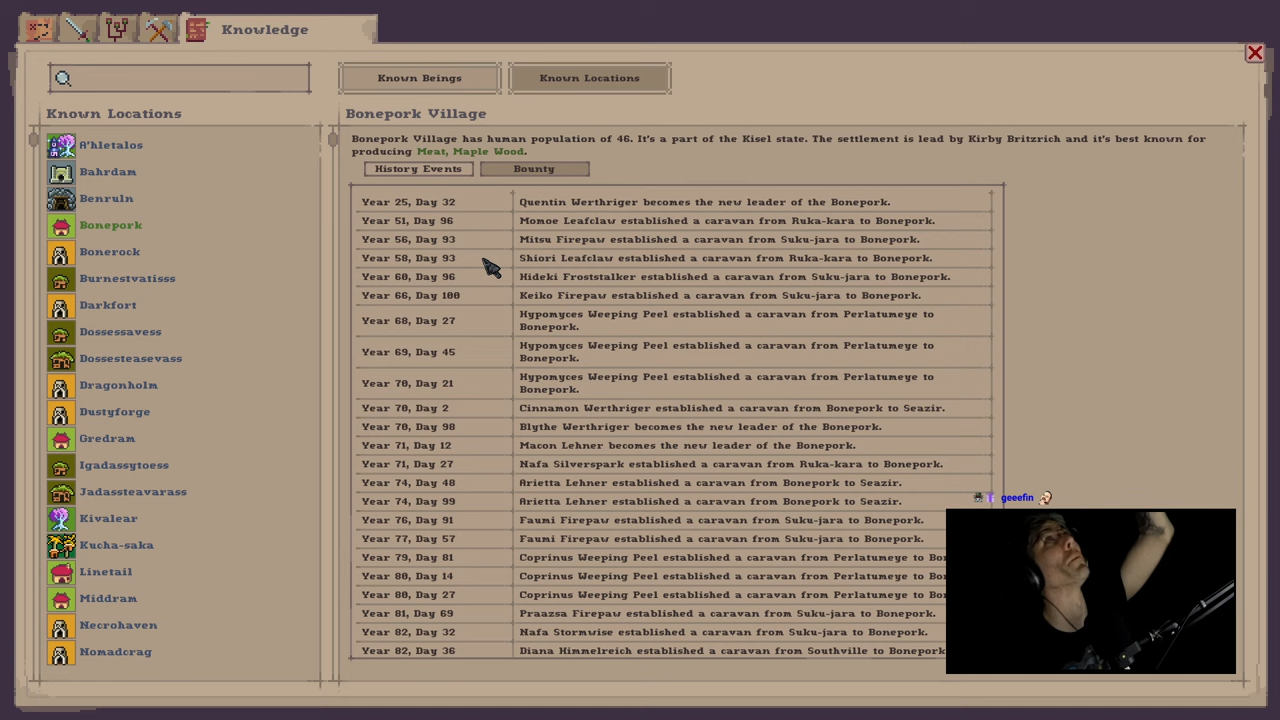 Knowledge
Known Beings
Known Locations
Known Locations
Bonepork Village
Bonepork Village has human population of 46. It's a part of the Kisel state. The settlement is lead by Kirby Britzrich and it's best known for
producing Meat, Maple Wood.
History Events
Bounty
A'hletalos
Bahrdam
Benruln
Bonepork
Bonerock
Burnestvatisss
Darkfort
Dossessavess
Dossesteasevass
Dragonholm
Dustyforge
Gredram
Igadassytoess
Jadassteavarass
Kivalear
Kucha-saka
Linetail
Middram
Necrohaven
Nomadcrag
Year 25, Day 32 Quentin Werthriger becomes the new leader of the Bonepork.
Year 51, Day 96 Momoe Leafclaw established a caravan from Ruka-kara to Bonepork.
Year 56, Day 93 Mitsu Firepaw established a caravan from Suku-jara to Bonepork.
Year 58, Day 93 Shiori Leafclaw established a caravan from Ruka-kara to Bonepork.
Year 60, Day 96 Hideki Froststalker established a caravan from Suku-jara to Bonepork.
Year 66, Day 100 Keiko Firepaw established a caravan from Suku-jara to Bonepork.
Year 68, Day 27 Hypomyces Weeping Peel established a caravan from Perlatumeye to
Bonepork.
Year 69, Day 45 Hypomyces Weeping Peel established a caravan from Perlatumeye to
Bonepork.
Year 70, Day 21 Hypomyces Weeping Peel established a caravan from Perlatumeye to
Bonepork.
Year 70, Day 2 Cinnamon Werthriger established a caravan from Bonepork to Seazir.
Year 70, Day 98 Blythe Werthriger becomes the new leader of the Bonepork.
Year 71, Day 12 Macon Lehner becomes the new leader of the Bonepork.
Year 71, Day 27 Nafa Silverspark established a caravan from Ruka-kara to Bonepork.
Year 74, Day 48 Arietta Lehner established a caravan from Bonepork to Seazir.
Year 74, Day 99 Arietta Lehner established a caravan from Bonepork to Seazir.
Year 76, Day 91 Faumi Firepaw established a caravan from Suku-jara to Bonepork.
Year 77, Day 57 Faumi Firepaw established a caravan from Suku-jara to Bonepork.
Year 79, Day 81 Coprinus Weeping Peel established a caravan from Perlatumeye to Bon
Year 80, Day 14 Coprinus Weeping Peel established a caravan from Perlatumeye to Bon
Year 80, Day 27 Coprinus Weeping Peel established a caravan from Perlatumeye to Bon
Year 81, Day 69 Praazsa Firepaw established a caravan from Suku-jara to Bonepork.
Year 82, Day 32 Nafa Stormwise established a caravan from Suku-jara to Bonepork.
Year 82, Day 36 Diana Himmelreich established a caravan from Southville to Bonepork
geeefin